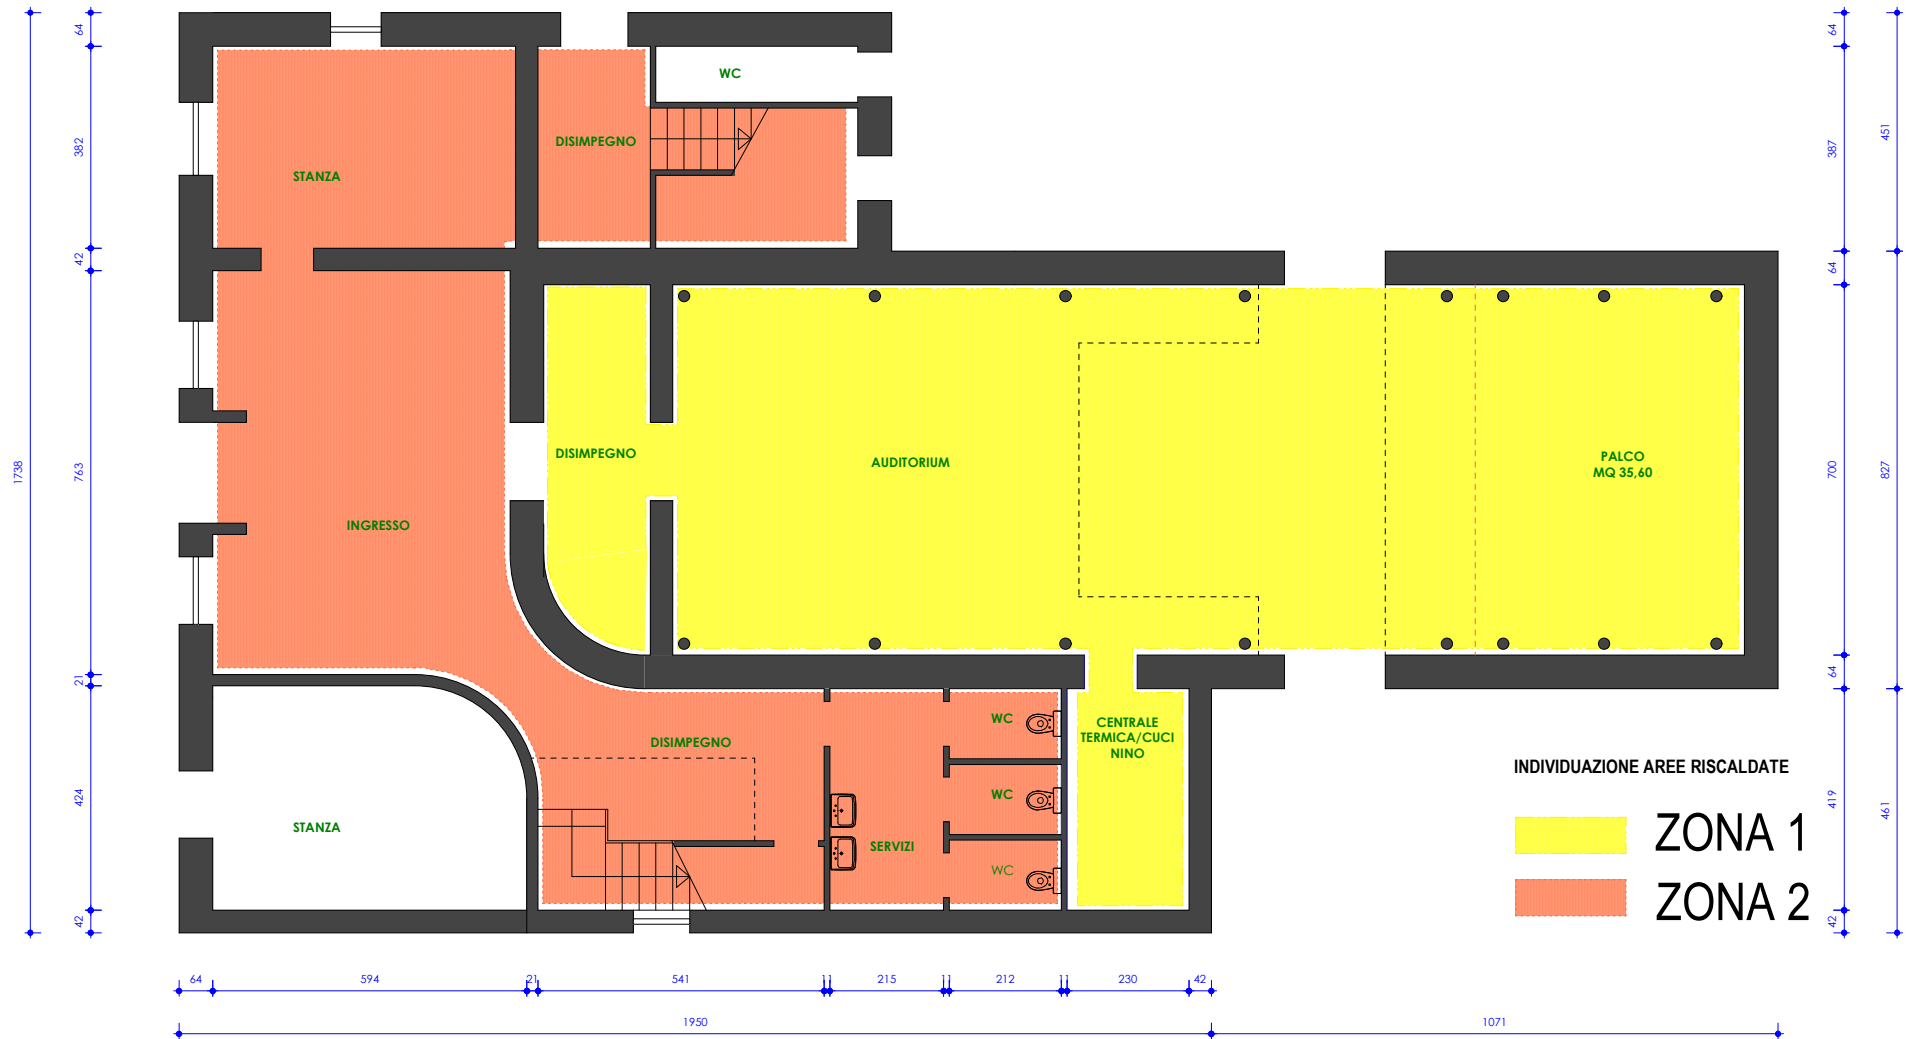 64
382
42
763
21
424
42
1738
WC
DISIMPEGNO
STANZA
DISIMPEGNO
AUDITORIUM
PALCO
MQ 35,60
INGRESSO
DISIMPEGNO
WC
CENTRALE
TERMICA/CUCI
NINO
WC
STANZA
SERVIZI
WC
64
387
64
700
64
419
42
451
827
461
INDIVIDUAZIONE AREE RISCALDATE
ZONA 1
ZONA 2
64
594
21
541
11
215
11
212
11
230
42
1950
1071